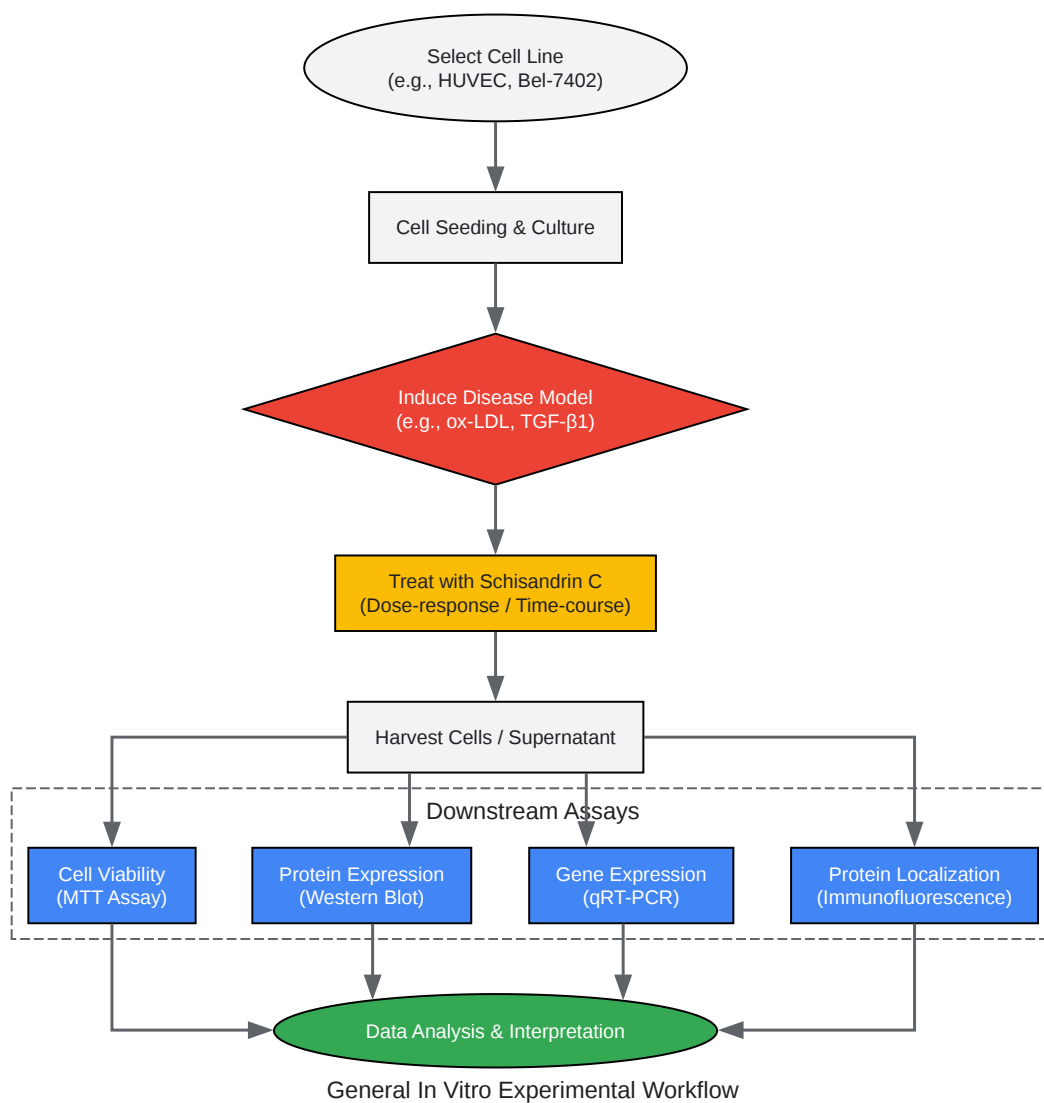 Select Cell Line
(e.g., HUVEC, Bel-7402)
Cell Seeding & Culture
Induce Disease Model
(e.g., ox-LDL, TGF-β1)
Treat with Schisandrin C
(Dose-response / Time-course)
Harvest Cells / Supernatant
Downstream Assays
Cell Viability
(MTT Assay)
Protein Expression
(Western Blot)
Gene Expression
(qRT-PCR)
Protein Localization
(Immunofluorescence)
Data Analysis & Interpretation
General In Vitro Experimental Workflow